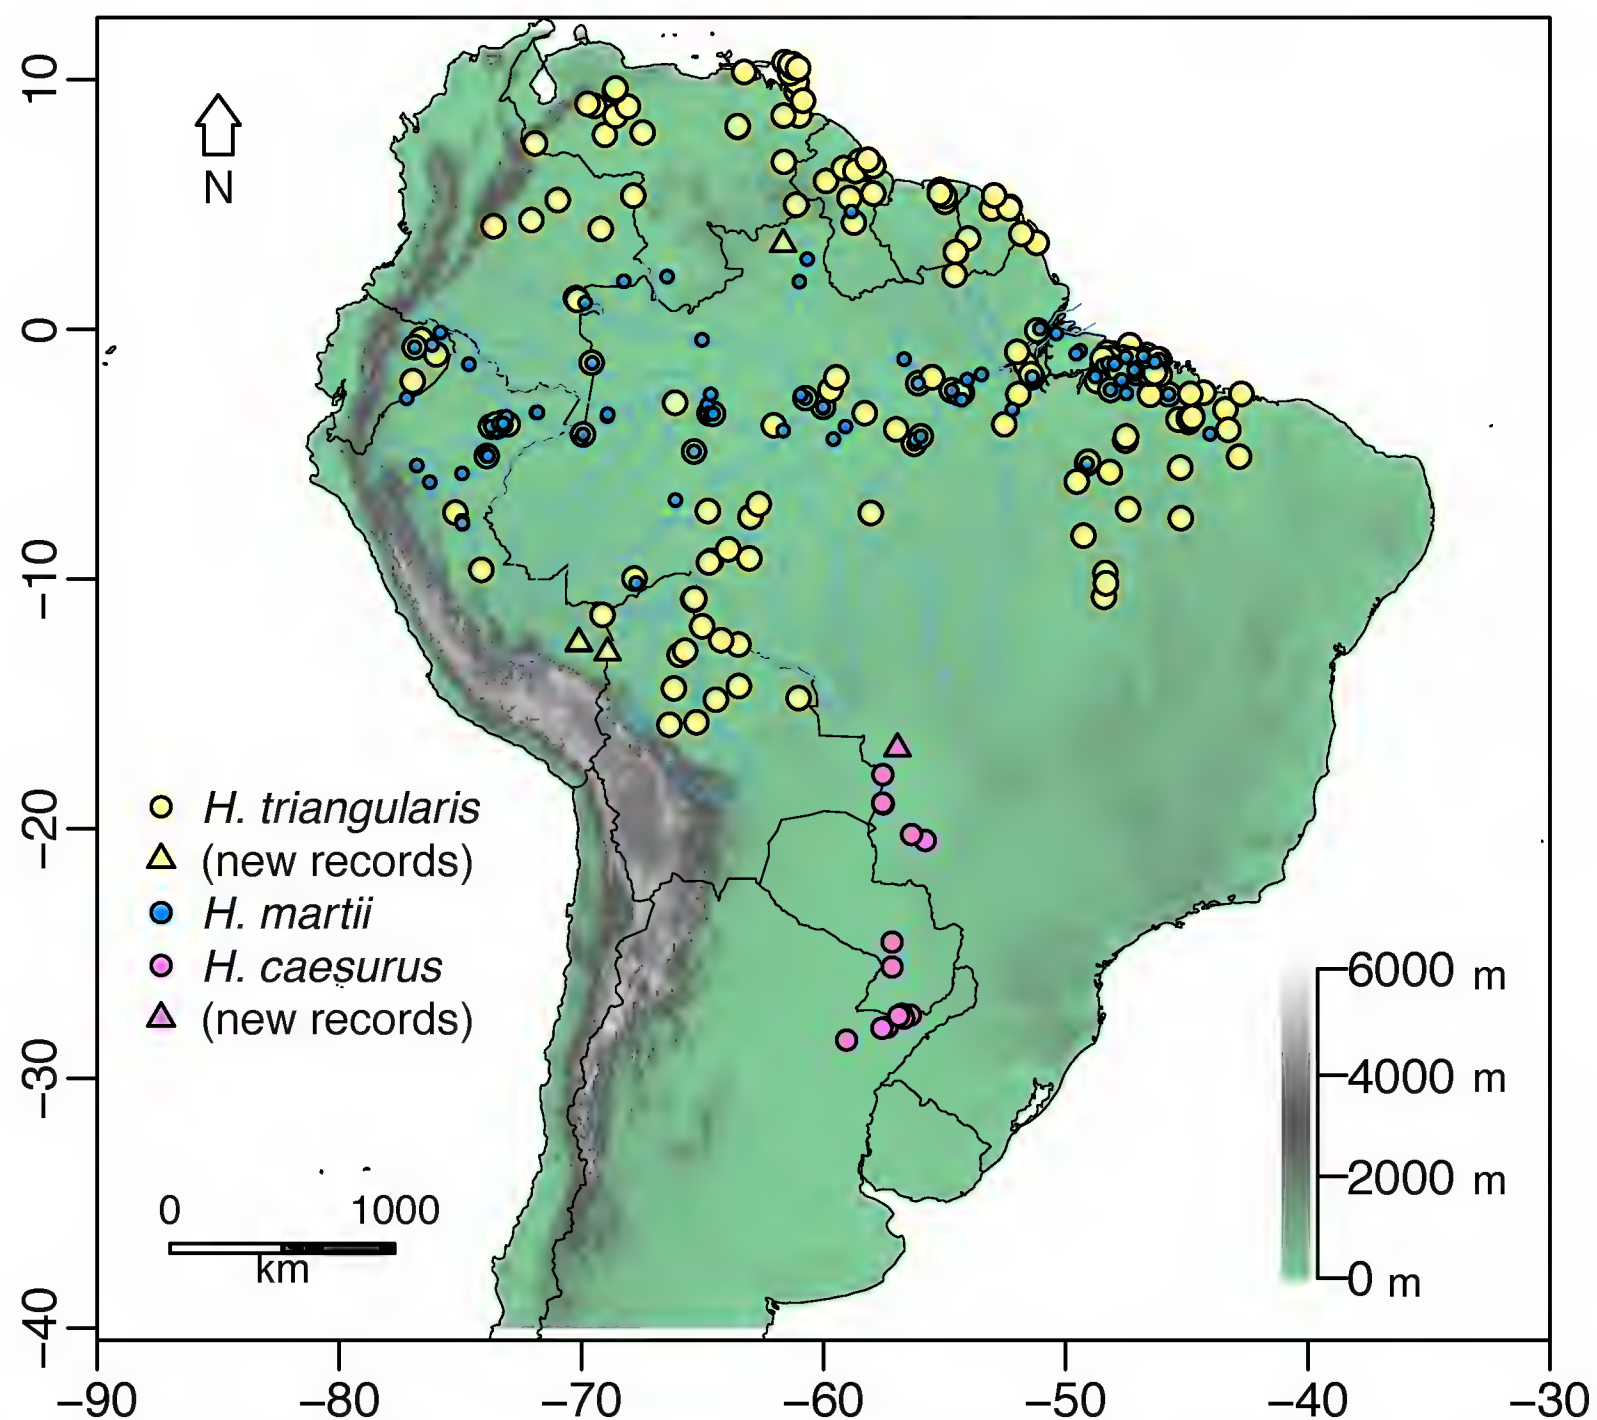 10
0
−10
−20
−30
−40
N
H. triangularis
(new records)
H. martii
H. caesurus
(new records)
0 1000
km
6000 m
4000 m
2000 m
0 m
−90 −80 −70 −60 −50 −40 −30